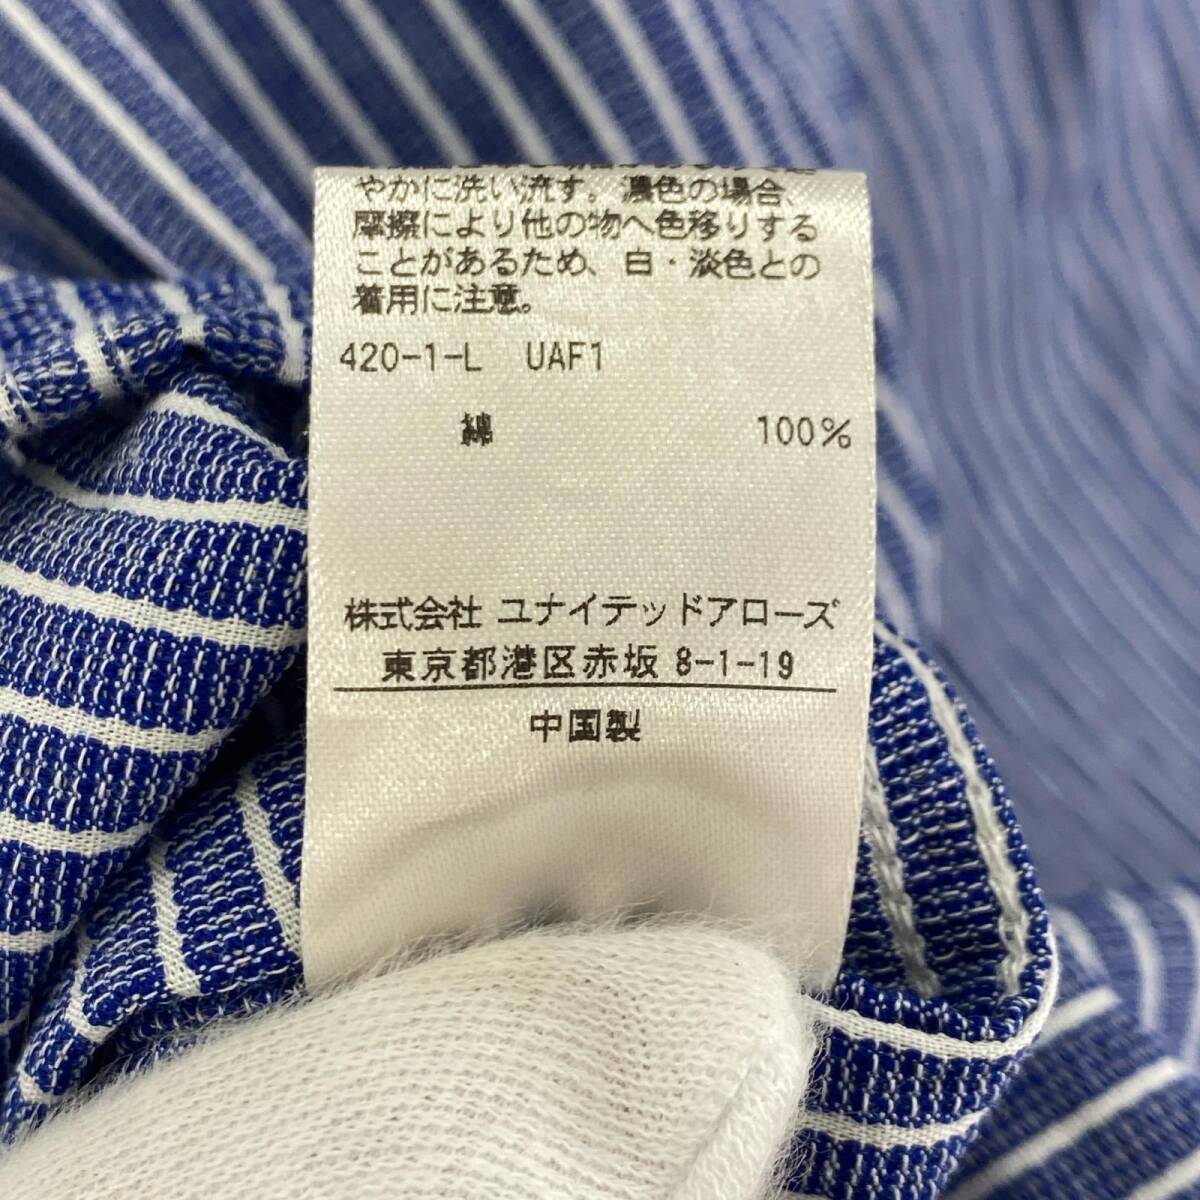 やかに洗い流す。濃色の場合、
摩擦により他の物へ色移りする
ことがあるため、白・淡色との
着用に注意。
420-1-L UAF1
綿 100%
株式会社 ユナイテッドアローズ
東京都港区赤坂 8-1-19
中国製